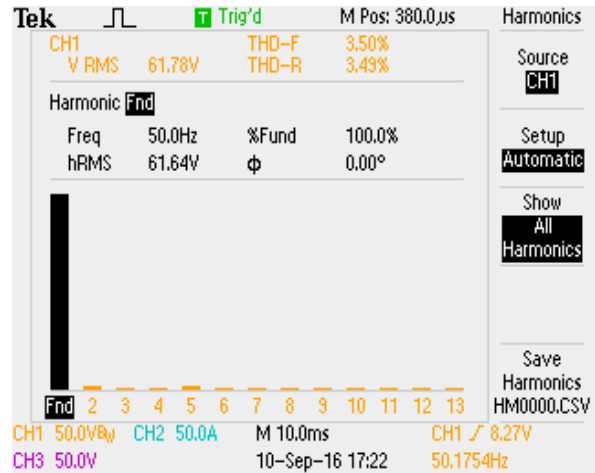 Tek T Trig'd M Pos: 380.0µs Harmonics
CH1 THD-F 3.50%
V RMS 61.78V THD-R 3.49%
Source
CH1
Harmonic Fnd
Freq 50.0Hz %Fund 100.0%
hRMS 61.64V ϕ 0.00°
Setup
Automatic
Show
All
Harmonics
Save
Harmonics
HM0000.CSV
Fnd 2 3 4 5 6 7 8 9 10 11 12 13
CH1 50.0VBW CH2 50.0A M 10.0ms CH1 8.27V
CH3 50.0V 10-Sep-16 17:22 50.1754Hz